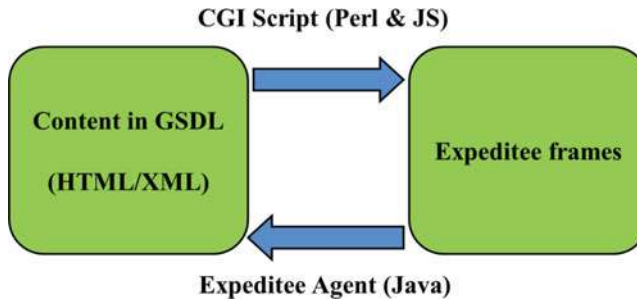 CGI Script (Perl & JS)
Content in GSDL
(HTML/XML)
Expeditee frames
Expeditee Agent (Java)